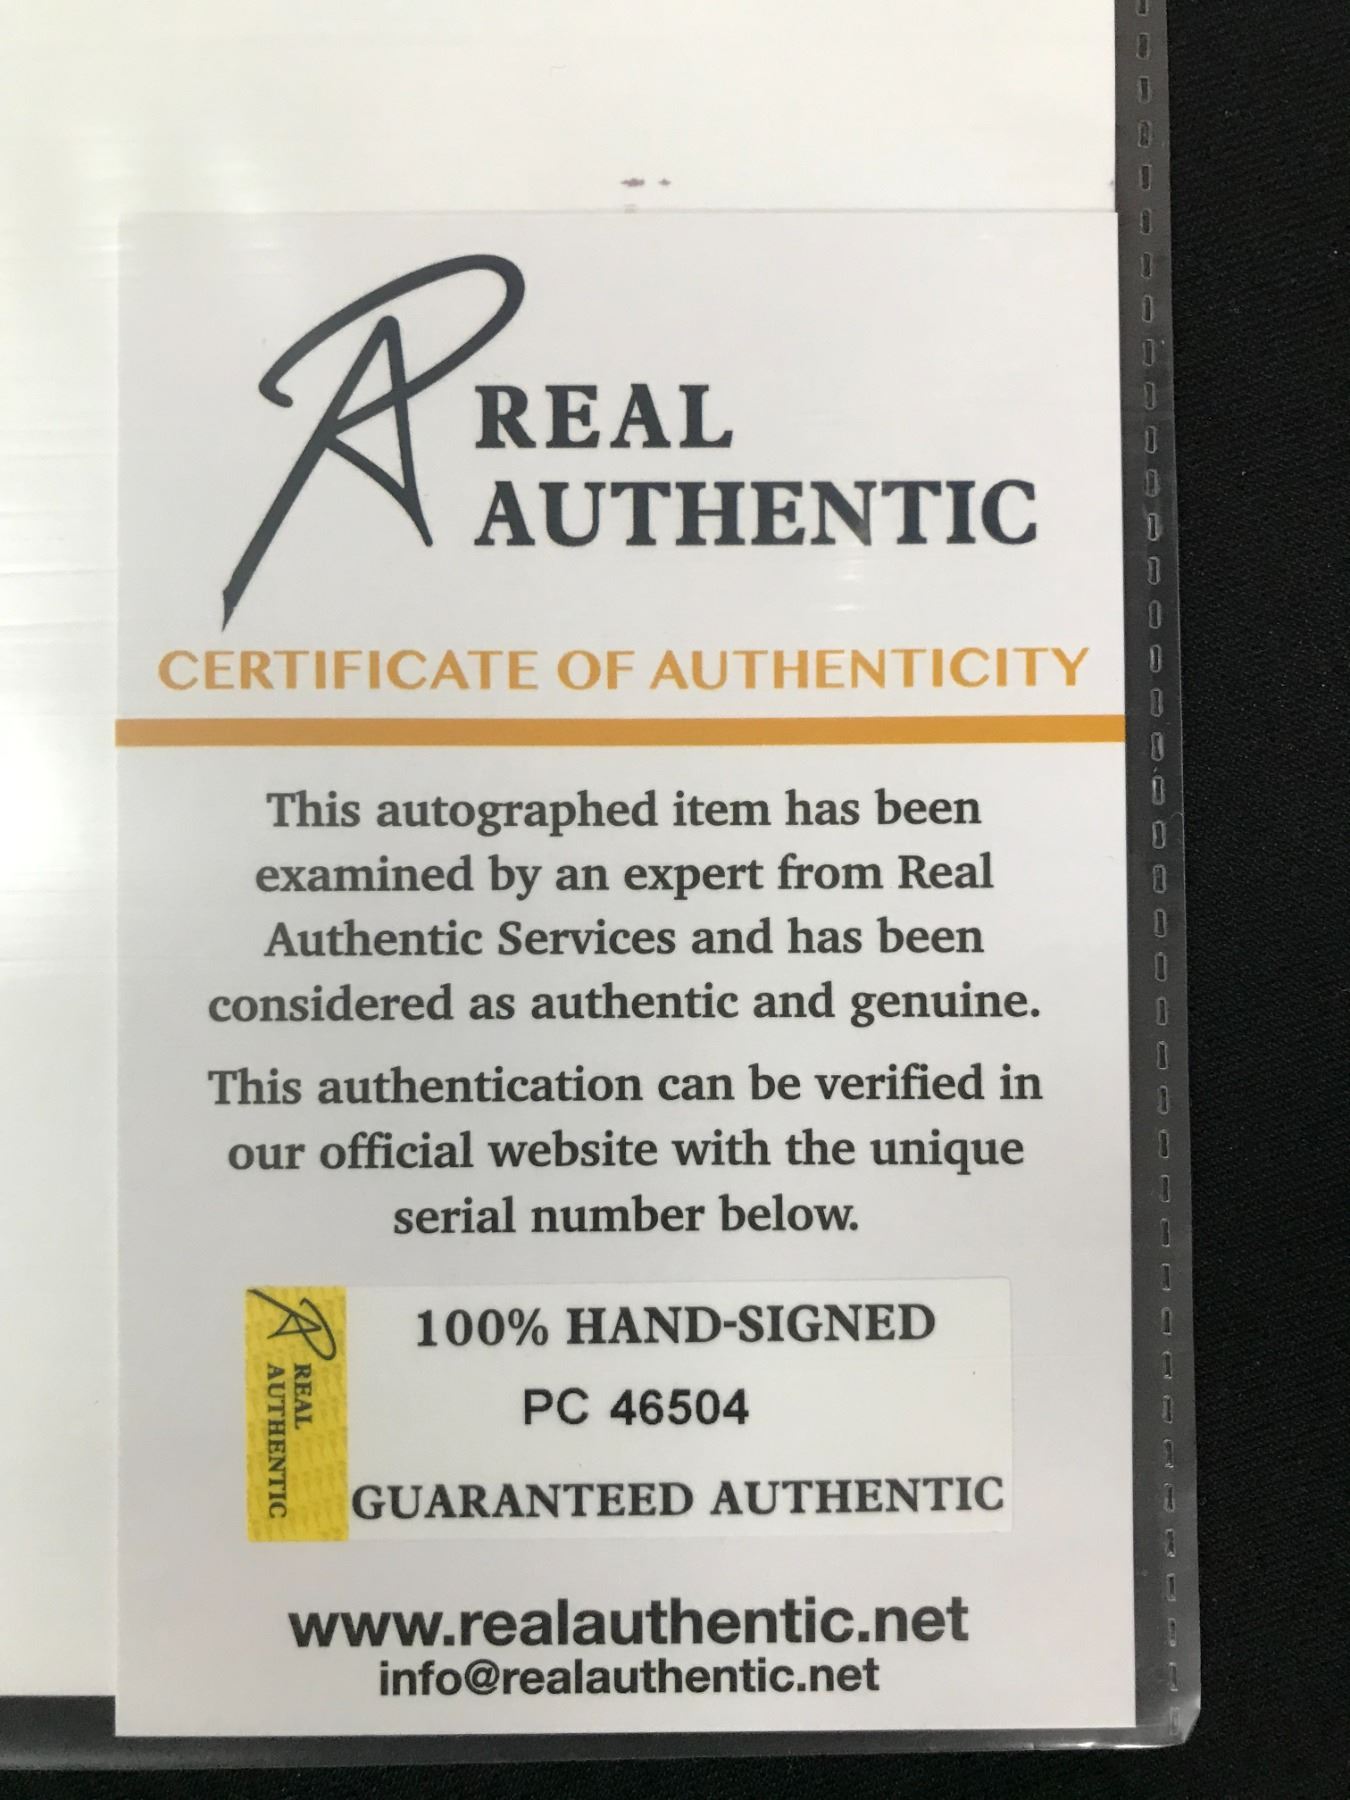 REAL
AUTHENTIC
CERTIFICATE OF AUTHENTICITY
This autographed item has been
examined by an expert from Real
Authentic Services and has been
considered as authentic and genuine.
This authentication can be verified in
our official website with the unique
serial number below.
REAL
AUTHENTIC
100% HAND-SIGNED
PC 46504
GUARANTEED AUTHENTIC
www.realauthentic.net
info@realauthentic.net